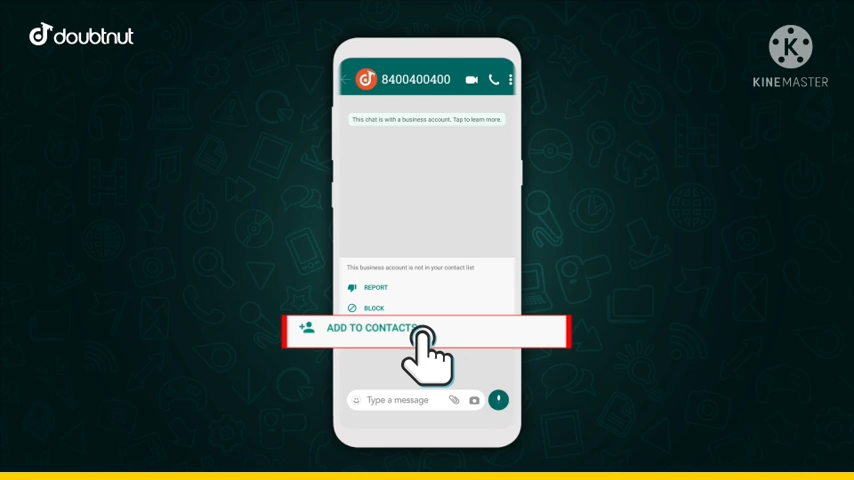 doubtnut
KINEMASTER
8400400400
This chat is with a business account. Tap to learn more.
This business account is not in your contact list
REPORT
BLOCK
ADD TO CONTACTS
Type a message